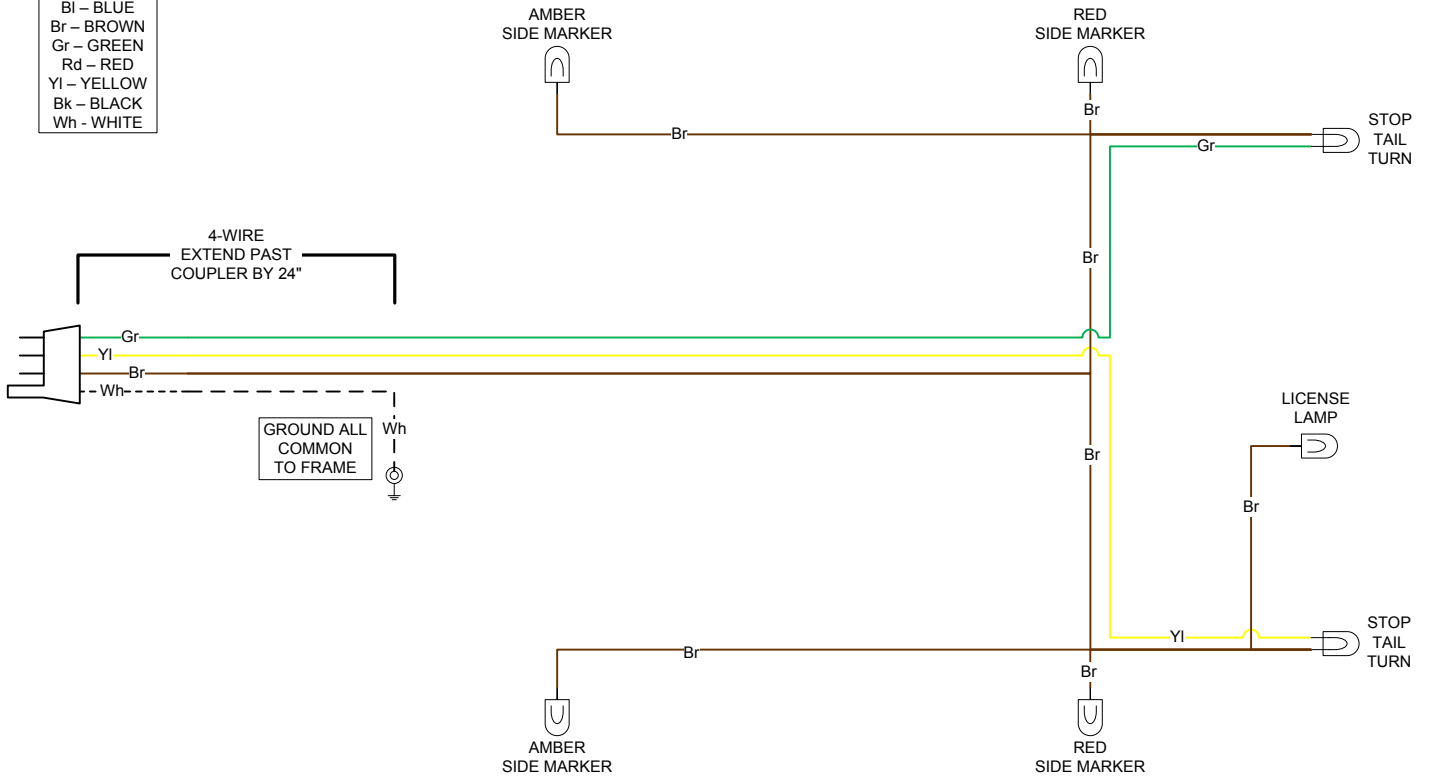 Bl – BLUE
Br – BROWN
Gr – GREEN
Rd – RED
Yl – YELLOW
Bk – BLACK
Wh - WHITE
AMBER
SIDE MARKER
RED
SIDE MARKER
Br
Br
STOP
TAIL
TURN
Gr
4-WIRE
EXTEND PAST
COUPLER BY 24"
Br
Gr
Yl
Br
Wh
GROUND ALL
COMMON
TO FRAME
Wh
Br
LICENSE
LAMP
Br
Yl
STOP
TAIL
TURN
Br
Br
AMBER
SIDE MARKER
RED
SIDE MARKER